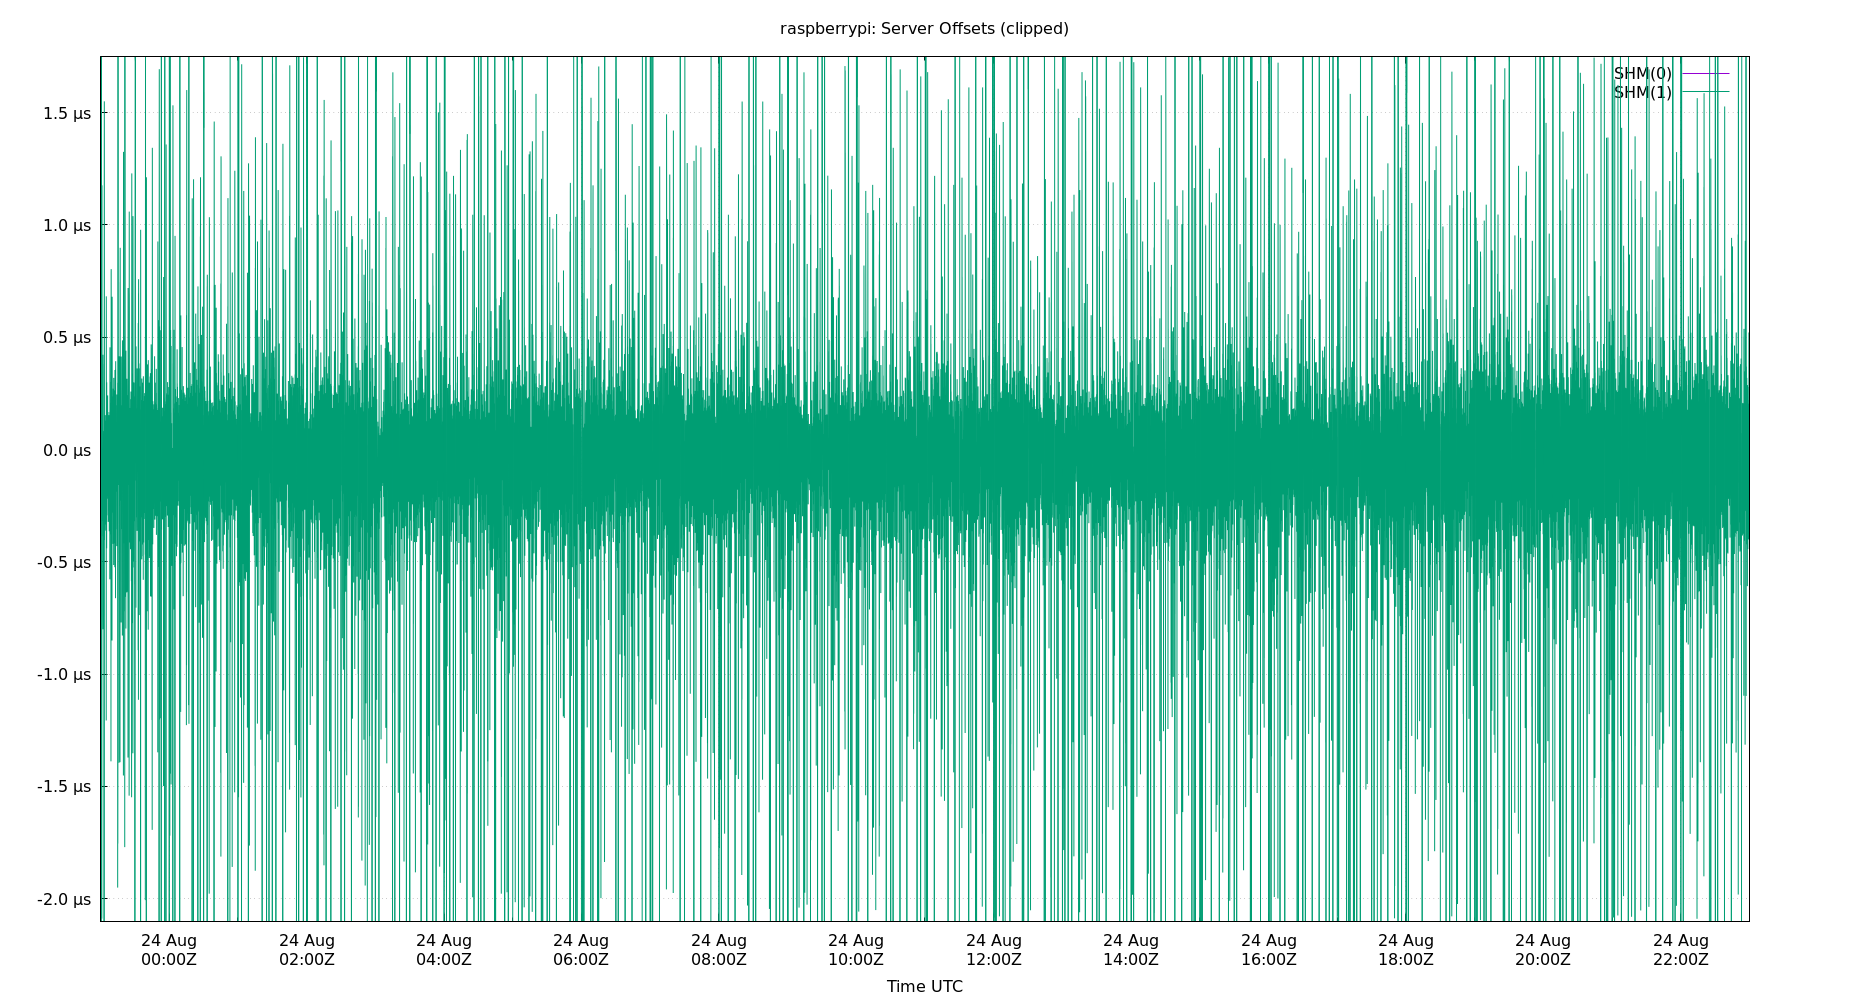 raspberrypi: Server Offsets (clipped)
SHM(0)
SHM(1)
1.5 µs
1.0 µs
0.5 µs
0.0 µs
-0.5 µs
-1.0 µs
-1.5 µs
-2.0 µs
24 Aug 24 Aug 24 Aug 24 Aug 24 Aug 24 Aug 24 Aug 24 Aug 24 Aug 24 Aug 24 Aug 24 Aug
00:00Z 02:00Z 04:00Z 06:00Z 08:00Z 10:00Z 12:00Z 14:00Z 16:00Z 18:00Z 20:00Z 22:00Z
Time UTC